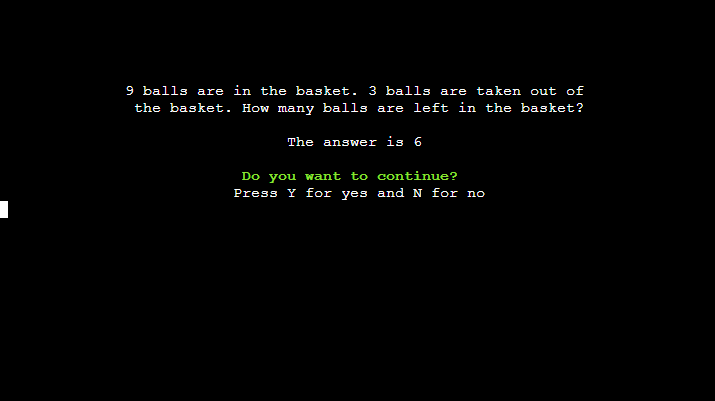 9 balls are in the basket. 3 balls are taken out of
the basket. How many balls are left in the basket?
The answer is 6
Do you want to continue?
Press Y for yes and N for no